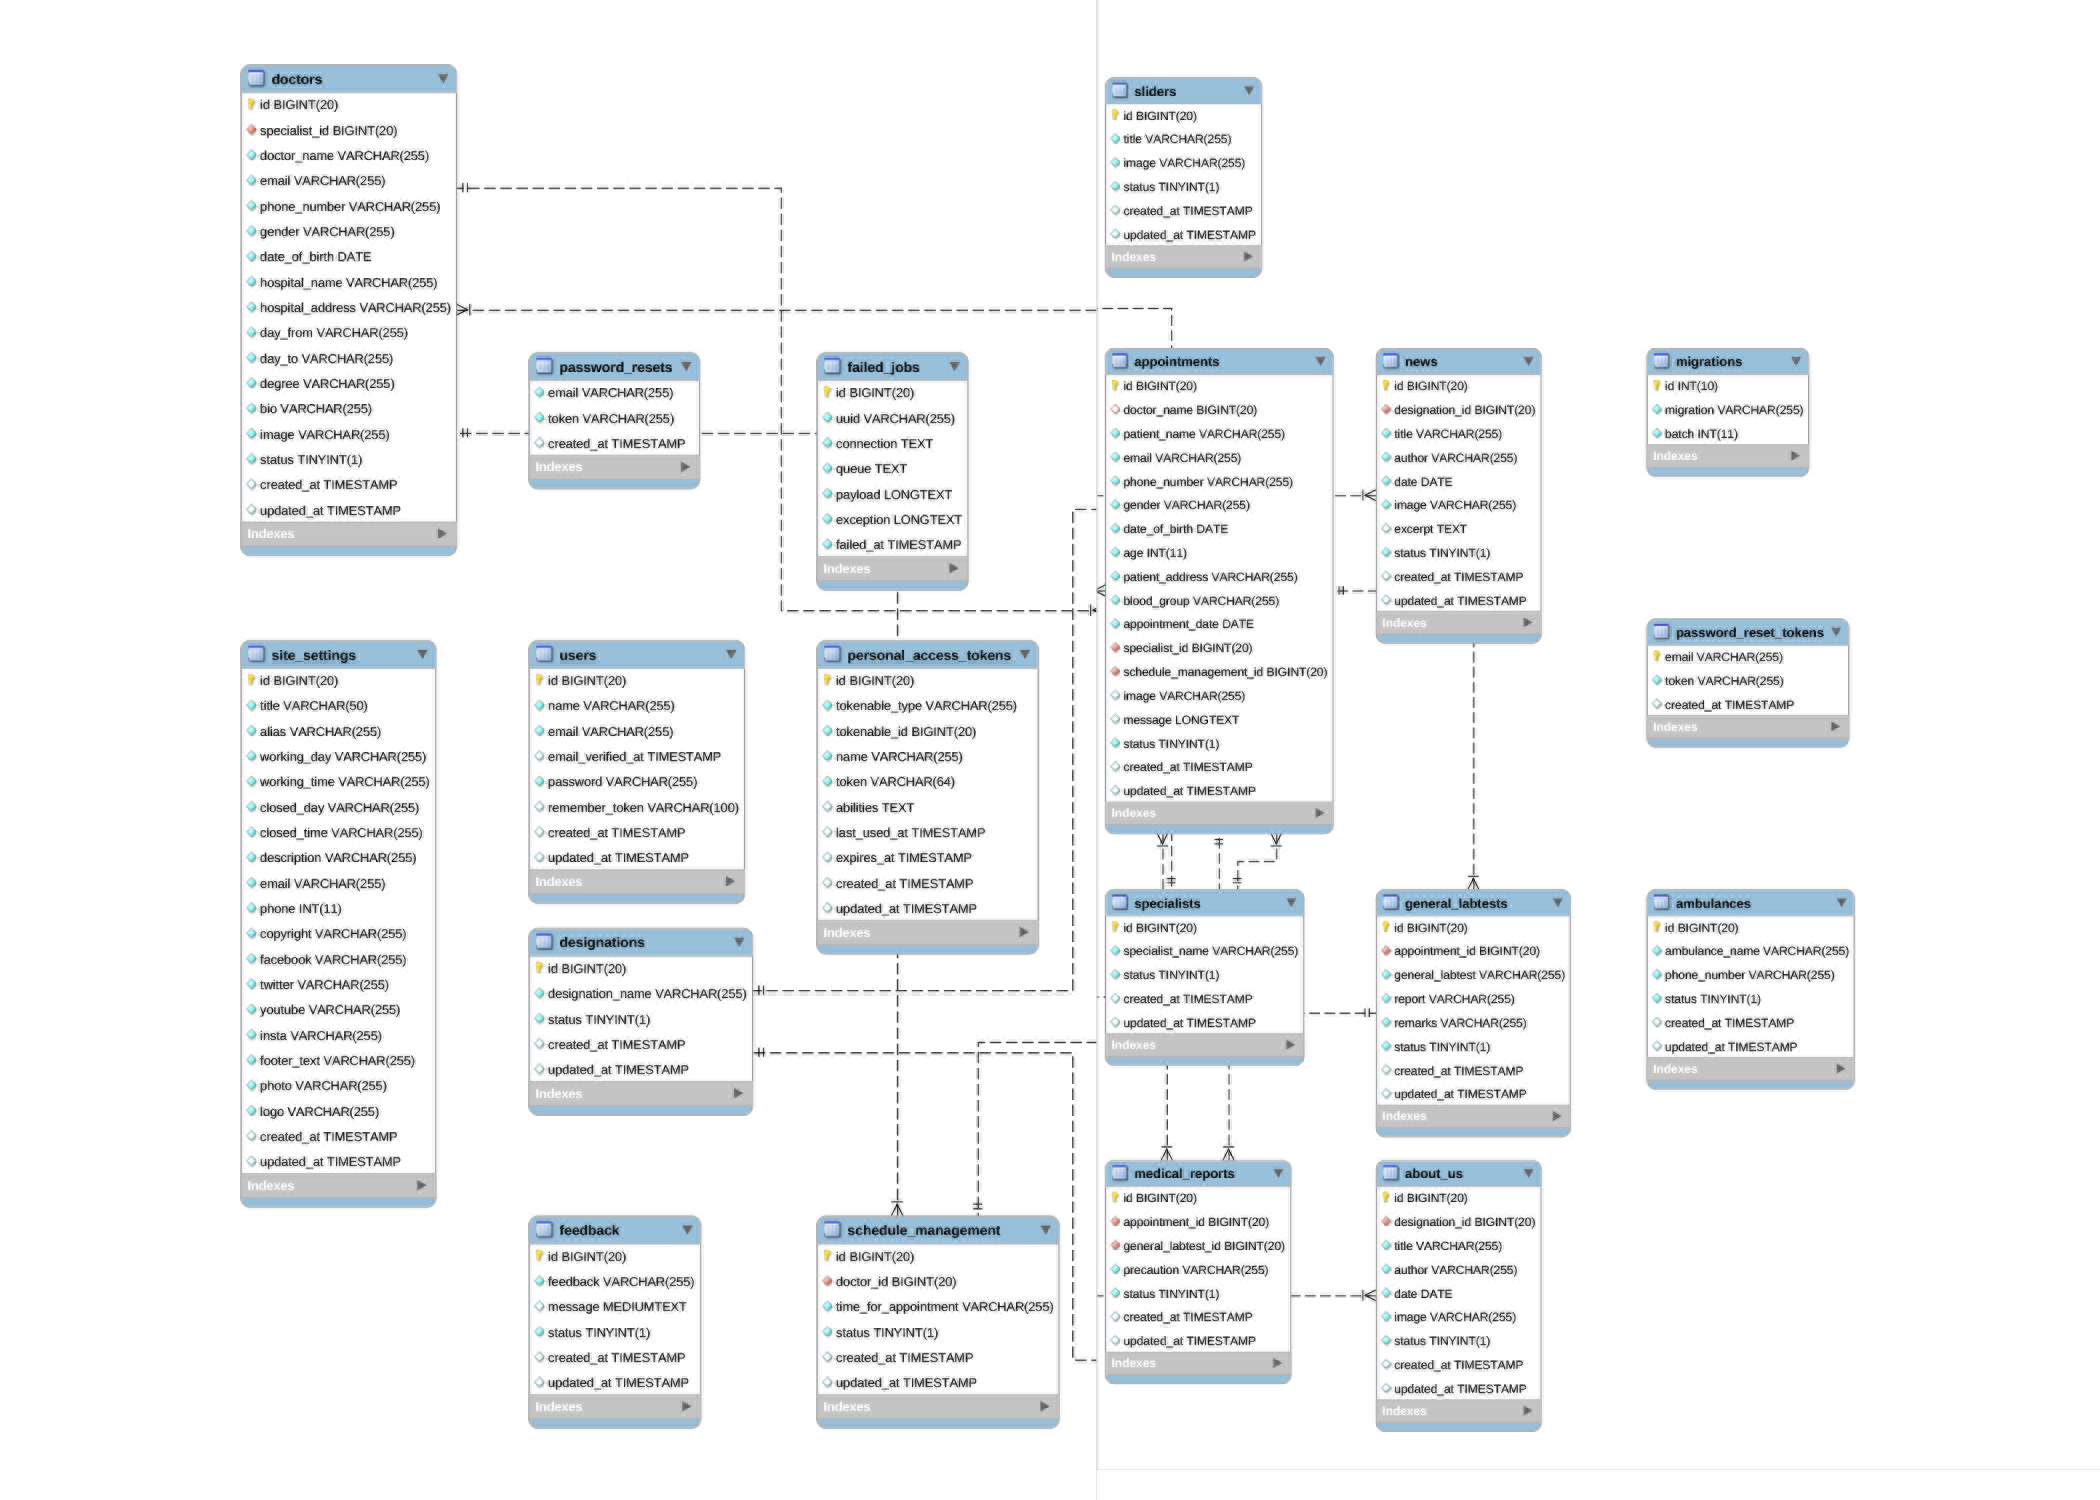 doctors
id BIGINT(20)
specialist_id BIGINT(20)
doctor_name VARCHAR(255)
email VARCHAR(255)
phone_number VARCHAR(255)
gender VARCHAR(255)
date_of_birth DATE
hospital_name VARCHAR(255)
hospital_address VARCHAR(255)
day_from VARCHAR(255)
day_to VARCHAR(255)
degree VARCHAR(255)
bio VARCHAR(255)
image VARCHAR(255)
status TINYINT(1)
created_at TIMESTAMP
updated_at TIMESTAMP
Indexes
password_resets
email VARCHAR(255)
token VARCHAR(255)
created_at TIMESTAMP
Indexes
failed_jobs
id BIGINT(20)
uuid VARCHAR(255)
connection TEXT
queue TEXT
payload LONGTEXT
exception LONGTEXT
failed_at TIMESTAMP
Indexes
site_settings
id BIGINT(20)
title VARCHAR(50)
alias VARCHAR(255)
working_day VARCHAR(255)
working_time VARCHAR(255)
closed_day VARCHAR(255)
closed_time VARCHAR(255)
description VARCHAR(255)
email VARCHAR(255)
phone INT(11)
copyright VARCHAR(255)
facebook VARCHAR(255)
twitter VARCHAR(255)
youtube VARCHAR(255)
insta VARCHAR(255)
footer_text VARCHAR(255)
photo VARCHAR(255)
logo VARCHAR(255)
created_at TIMESTAMP
updated_at TIMESTAMP
Indexes
users
id BIGINT(20)
name VARCHAR(255)
email VARCHAR(255)
email_verified_at TIMESTAMP
password VARCHAR(255)
remember_token VARCHAR(100)
created_at TIMESTAMP
updated_at TIMESTAMP
Indexes
personal_access_tokens
id BIGINT(20)
tokenable_type VARCHAR(255)
tokenable_id BIGINT(20)
name VARCHAR(255)
token VARCHAR(64)
abilities TEXT
last_used_at TIMESTAMP
expires_at TIMESTAMP
created_at TIMESTAMP
updated_at TIMESTAMP
Indexes
designations
id BIGINT(20)
designation_name VARCHAR(255)
status TINYINT(1)
created_at TIMESTAMP
updated_at TIMESTAMP
Indexes
feedback
id BIGINT(20)
feedback VARCHAR(255)
message MEDIUMTEXT
status TINYINT(1)
created_at TIMESTAMP
updated_at TIMESTAMP
Indexes
schedule_management
id BIGINT(20)
doctor_id BIGINT(20)
time_for_appointment VARCHAR(255)
status TINYINT(1)
created_at TIMESTAMP
updated_at TIMESTAMP
Indexes
sliders
id BIGINT(20)
title VARCHAR(255)
image VARCHAR(255)
status TINYINT(1)
created_at TIMESTAMP
updated_at TIMESTAMP
Indexes
appointments
id BIGINT(20)
doctor_name BIGINT(20)
patient_name VARCHAR(255)
email VARCHAR(255)
phone_number VARCHAR(255)
gender VARCHAR(255)
date_of_birth DATE
age INT(11)
patient_address VARCHAR(255)
blood_group VARCHAR(255)
appointment_date DATE
specialist_id BIGINT(20)
schedule_management_id BIGINT(20)
image VARCHAR(255)
message LONGTEXT
status TINYINT(1)
created_at TIMESTAMP
updated_at TIMESTAMP
Indexes
news
id BIGINT(20)
designation_id BIGINT(20)
title VARCHAR(255)
author VARCHAR(255)
date DATE
image VARCHAR(255)
excerpt TEXT
status TINYINT(1)
created_at TIMESTAMP
updated_at TIMESTAMP
Indexes
migrations
id INT(10)
migration VARCHAR(255)
batch INT(11)
Indexes
password_reset_tokens
email VARCHAR(255)
token VARCHAR(255)
created_at TIMESTAMP
Indexes
specialists
id BIGINT(20)
specialist_name VARCHAR(255)
status TINYINT(1)
created_at TIMESTAMP
updated_at TIMESTAMP
Indexes
general_labtests
id BIGINT(20)
appointment_id BIGINT(20)
general_labtest VARCHAR(255)
report VARCHAR(255)
remarks VARCHAR(255)
status TINYINT(1)
created_at TIMESTAMP
updated_at TIMESTAMP
Indexes
ambulances
id BIGINT(20)
ambulance_name VARCHAR(255)
phone_number VARCHAR(255)
status TINYINT(1)
created_at TIMESTAMP
updated_at TIMESTAMP
Indexes
medical_reports
id BIGINT(20)
appointment_id BIGINT(20)
general_labtest_id BIGINT(20)
precaution VARCHAR(255)
status TINYINT(1)
created_at TIMESTAMP
updated_at TIMESTAMP
Indexes
about_us
id BIGINT(20)
designation_id BIGINT(20)
title VARCHAR(255)
author VARCHAR(255)
date DATE
image VARCHAR(255)
status TINYINT(1)
created_at TIMESTAMP
updated_at TIMESTAMP
Indexes